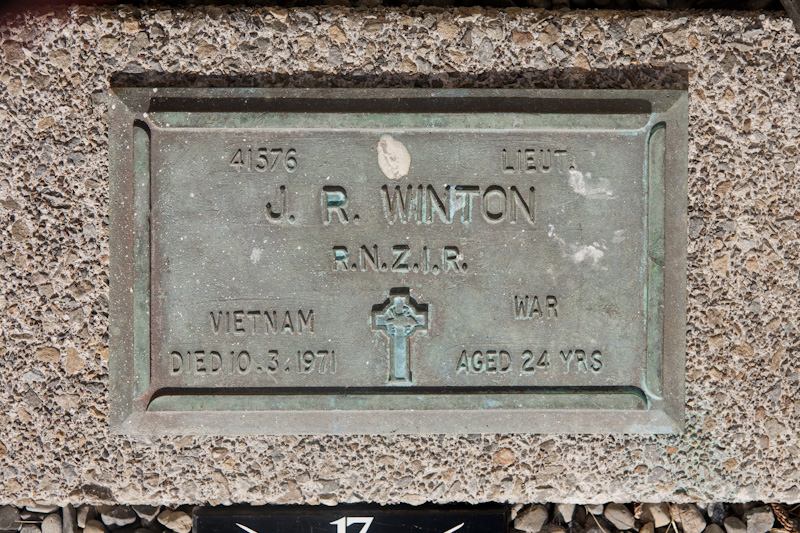 41576 LIEUT.
J. R. WINTON
R.N.Z.I.R.
VIETNAM WAR
DIED 10.3.1971 AGED 24 YRS
17